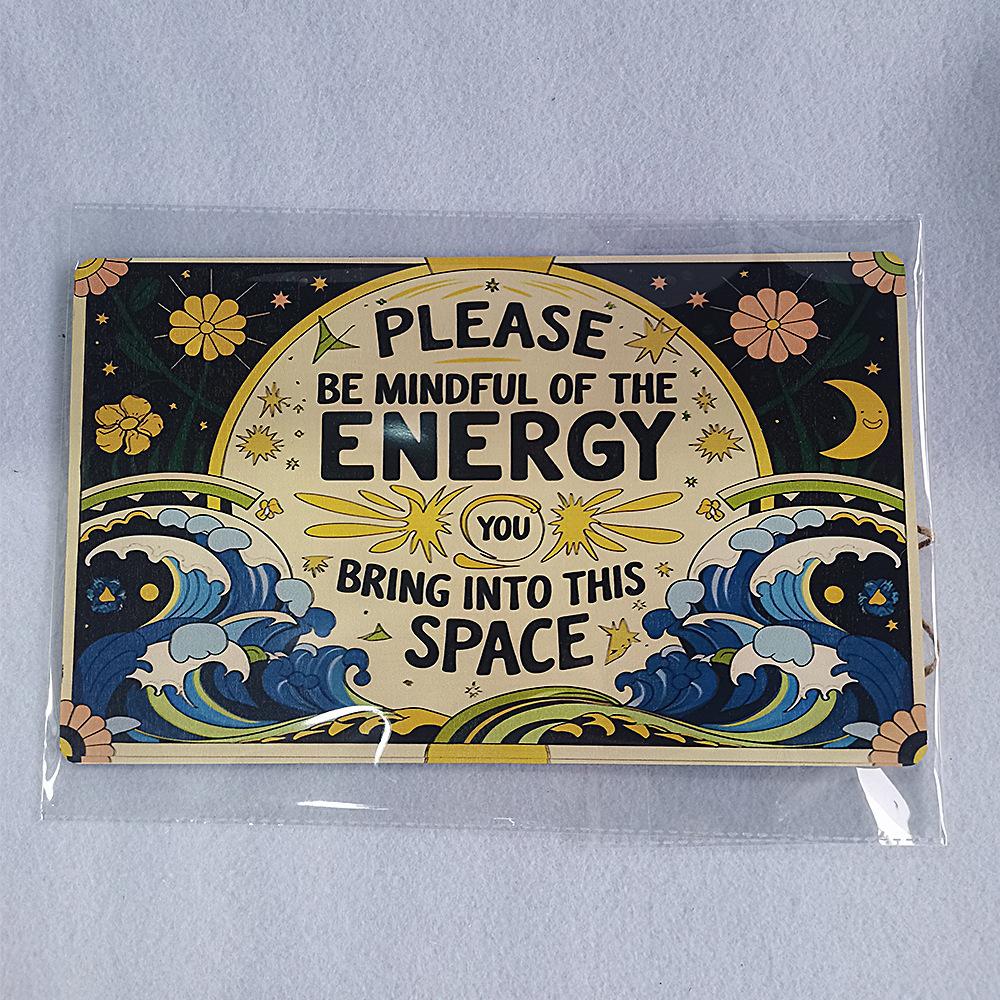 PLEASE
BE MINDFUL OF THE
ENERGY
YOU
BRING INTO THIS
SPACE